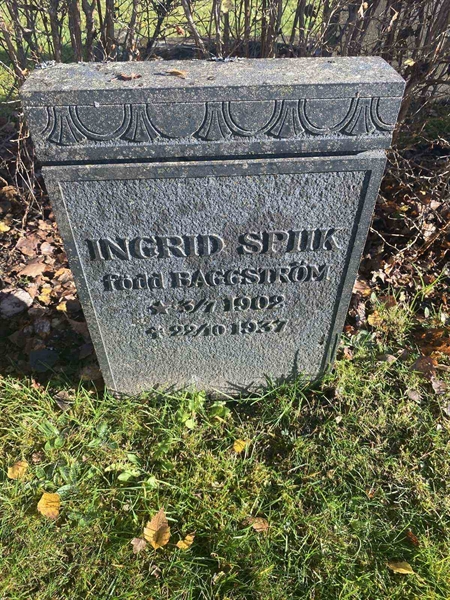 INGRID SPIIK
född BAGGSTRÖM
☆ 3/7 1902
✝ 22/10 1937